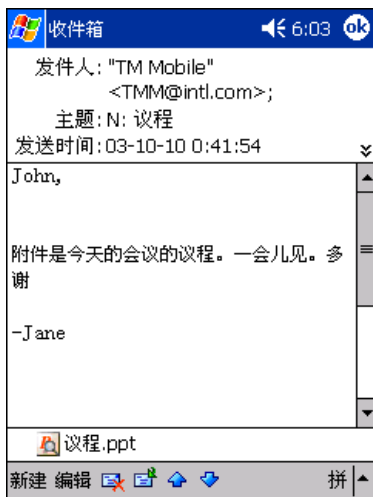 收件箱 6:03 ok
发件人: "TM Mobile"
<TMM@intl.com>;
主题: N: 议程
发送时间: 03-10-10 0:41:54
John,
附件是今天的会议的议程。一会儿见。多
谢
-Jane
议程.ppt
新建 编辑 拼